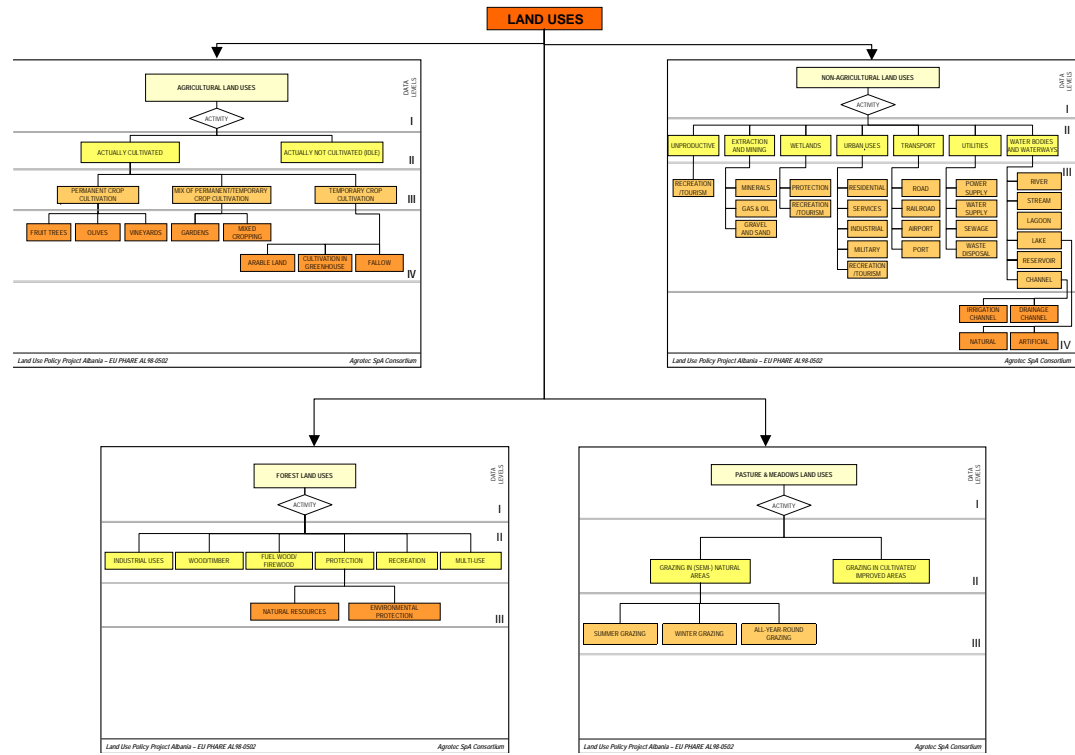 LAND USES
AGRICULTURAL LAND USES
DATA
LEVELS
ACTIVITY
I
ACTUALLY CULTIVATED
ACTUALLY NOT CULTIVATED (IDLE)
II
PERMANENT CROP
CULTIVATION
MIX OF PERMANENT/TEMPORARY
CROP CULTIVATION
TEMPORARY CROP
CULTIVATION
III
FRUIT TREES
OLIVES
VINEYARDS
GARDENS
MIXED
CROPPING
ARABLE LAND
CULTIVATION IN
GREENHOUSE
FALLOW
IV
Land Use Policy Project Albania – EU PHARE AL98-0502
Agrotec SpA Consortium
NON-AGRICULTURAL LAND USES
DATA
LEVELS
ACTIVITY
I
II
UNPRODUCTIVE
EXTRACTION
AND MINING
WETLANDS
URBAN USES
TRANSPORT
UTILITIES
WATER BODIES
AND WATERWAYS
III
RECREATION
/TOURISM
MINERALS
GAS & OIL
GRAVEL
AND SAND
PROTECTION
RECREATION
/TOURISM
RESIDENTIAL
SERVICES
INDUSTRIAL
MILITARY
RECREATION
/TOURISM
ROAD
RAILROAD
AIRPORT
PORT
POWER
SUPPLY
WATER
SUPPLY
SEWAGE
WASTE
DISPOSAL
RIVER
STREAM
LAGOON
LAKE
RESERVOIR
CHANNEL
IRRIGATION
CHANNEL
DRAINAGE
CHANNEL
NATURAL
ARTIFICIAL
IV
Land Use Policy Project Albania – EU PHARE AL98-0502
Agrotec SpA Consortium
FOREST LAND USES
DATA
LEVELS
ACTIVITY
I
II
INDUSTRIAL USES
WOOD/TIMBER
FUEL WOOD/
FIREWOOD
PROTECTION
RECREATION
MULTI-USE
NATURAL RESOURCES
ENVIRONMENTAL
PROTECTION
III
Land Use Policy Project Albania – EU PHARE AL98-0502
Agrotec SpA Consortium
PASTURE & MEADOWS LAND USES
DATA
LEVELS
ACTIVITY
I
GRAZING IN (SEMI-) NATURAL
AREAS
GRAZING IN CULTIVATED/
IMPROVED AREAS
II
SUMMER GRAZING
WINTER GRAZING
ALL-YEAR-ROUND
GRAZING
III
Land Use Policy Project Albania – EU PHARE AL98-0502
Agrotec SpA Consortium